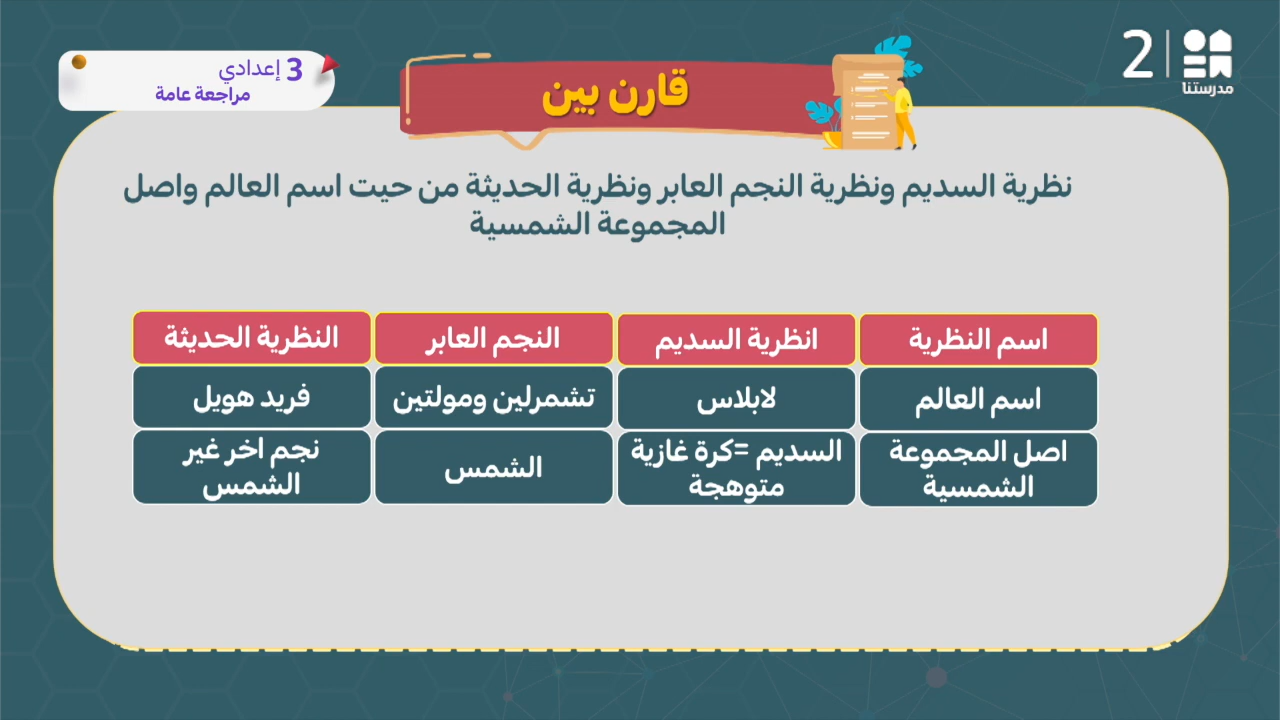 2
مدرستنا
3 إعدادي
مراجعة عامة
قارن بين
نظرية السديم ونظرية النجم العابر ونظرية الحديثة من حيت اسم العالم واصل
المجموعة الشمسية
اسم النظرية
انظرية السديم
النجم العابر
النظرية الحديثة
اسم العالم
لابلاس
تشمرلين ومولتين
فريد هويل
اصل المجموعة
الشمسية
السديم =كرة غازية
متوهجة
الشمس
نجم اخر غير
الشمس